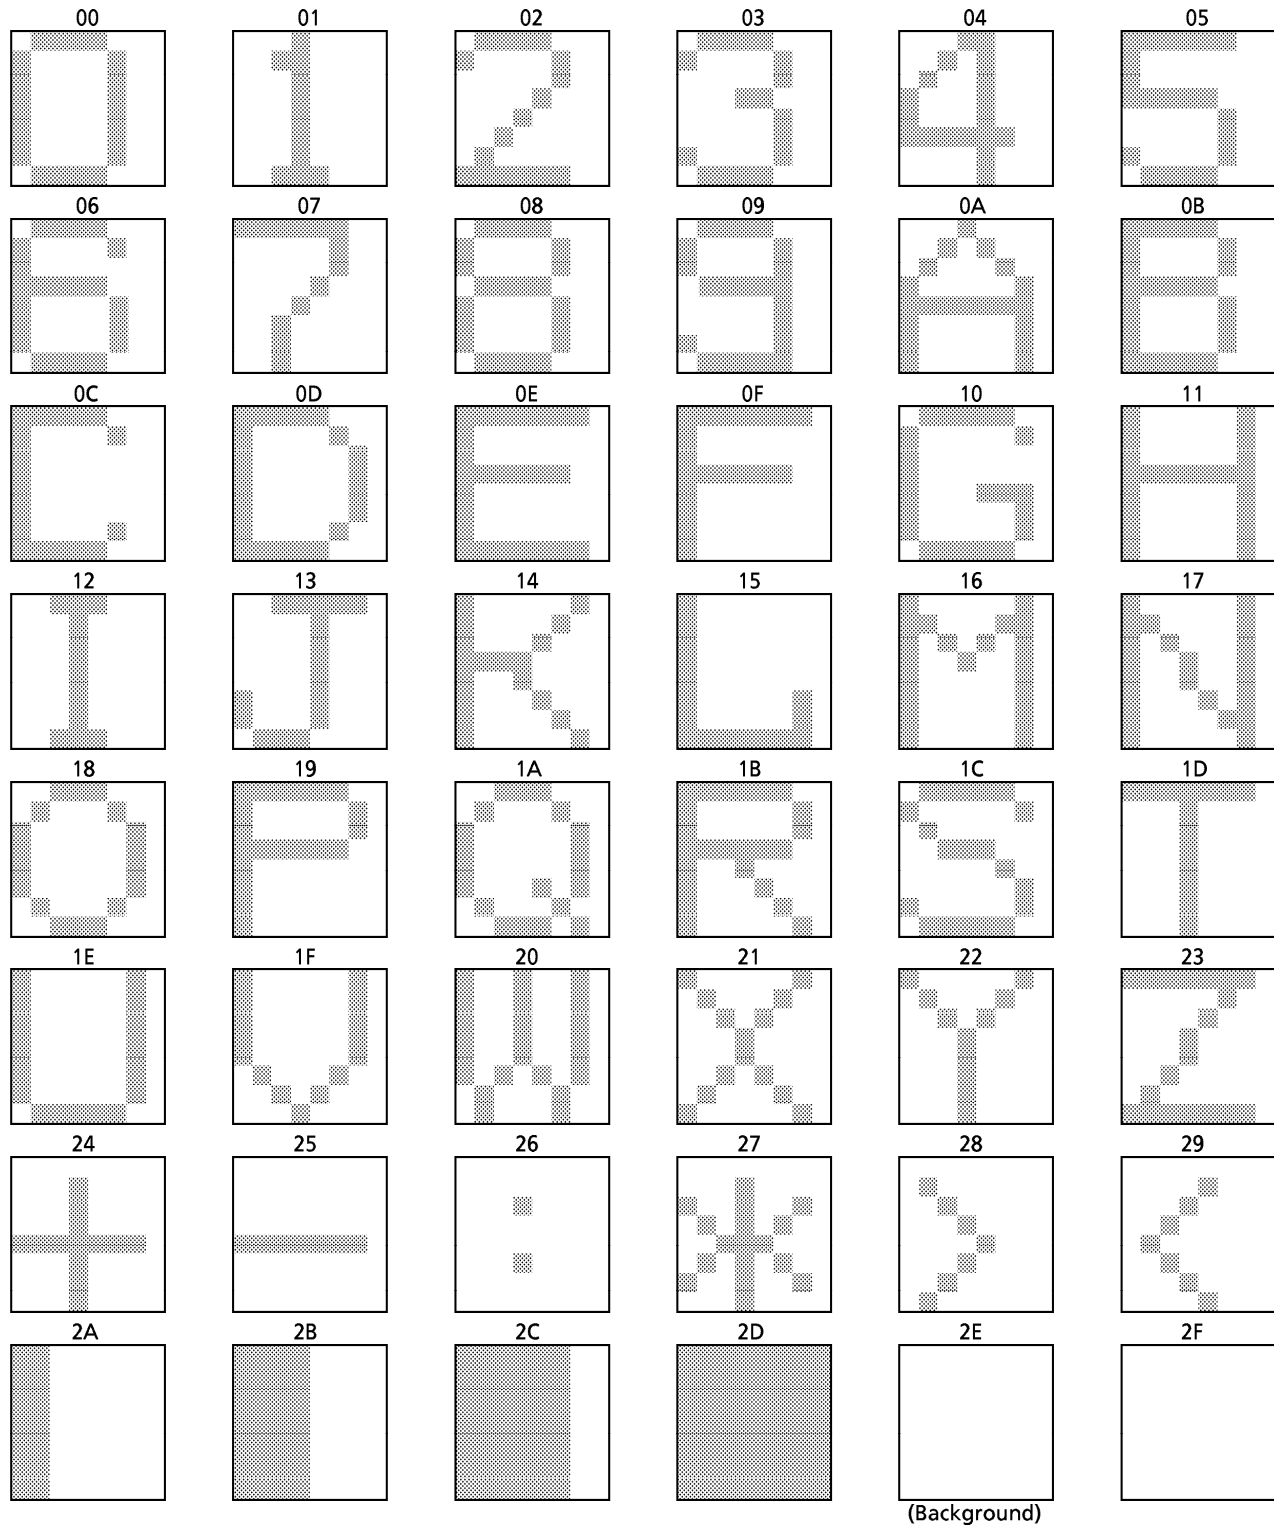 00 01 02 03 04 05
0 1 2 3 4 5
06 07 08 09 0A 0B
6 7 8 9 A B
0C 0D 0E 0F 10 11
C D E F G H
12 13 14 15 16 17
I J K L M N
18 19 1A 1B 1C 1D
O P Q R S T
1E 1F 20 21 22 23
U V W X Y Z
24 25 26 27 28 29
+ - : * > <
2A 2B 2C 2D 2E 2F
(Background)